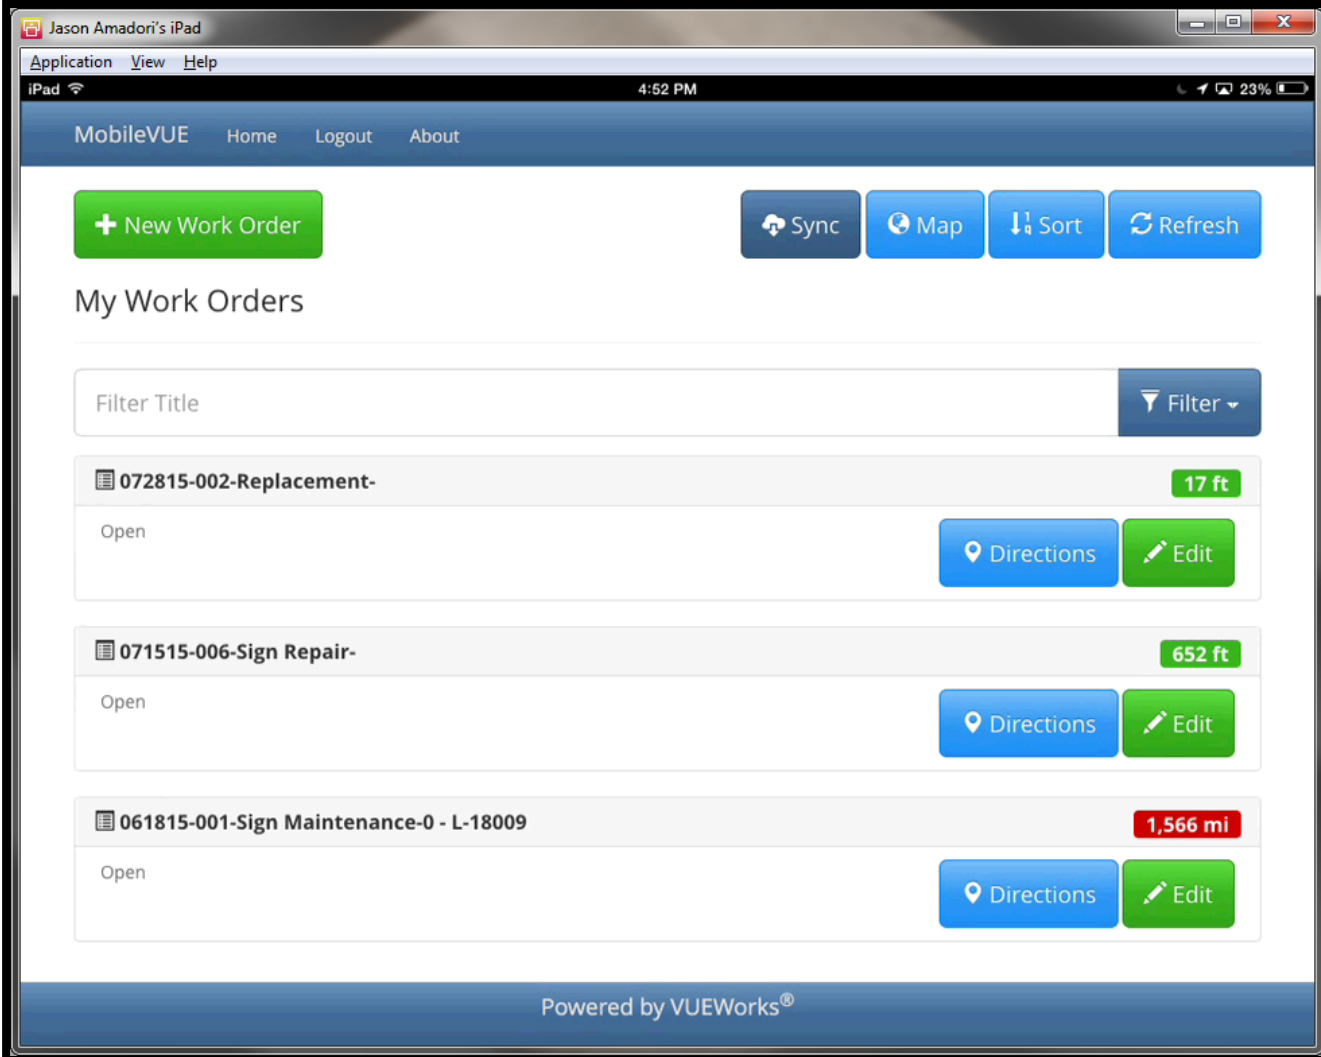 Jason Amadori's iPad
Application View Help
iPad 4:52 PM 23%
MobileVUE Home Logout About
New Work Order Sync Map Sort Refresh
My Work Orders
Filter Title Filter
072815-002-Replacement- 17 ft
Open
Directions Edit
071515-006-Sign Repair- 652 ft
Open
Directions Edit
061815-001-Sign Maintenance-0 - L-18009 1,566 mi
Open
Directions Edit
Powered by VUEWorks®